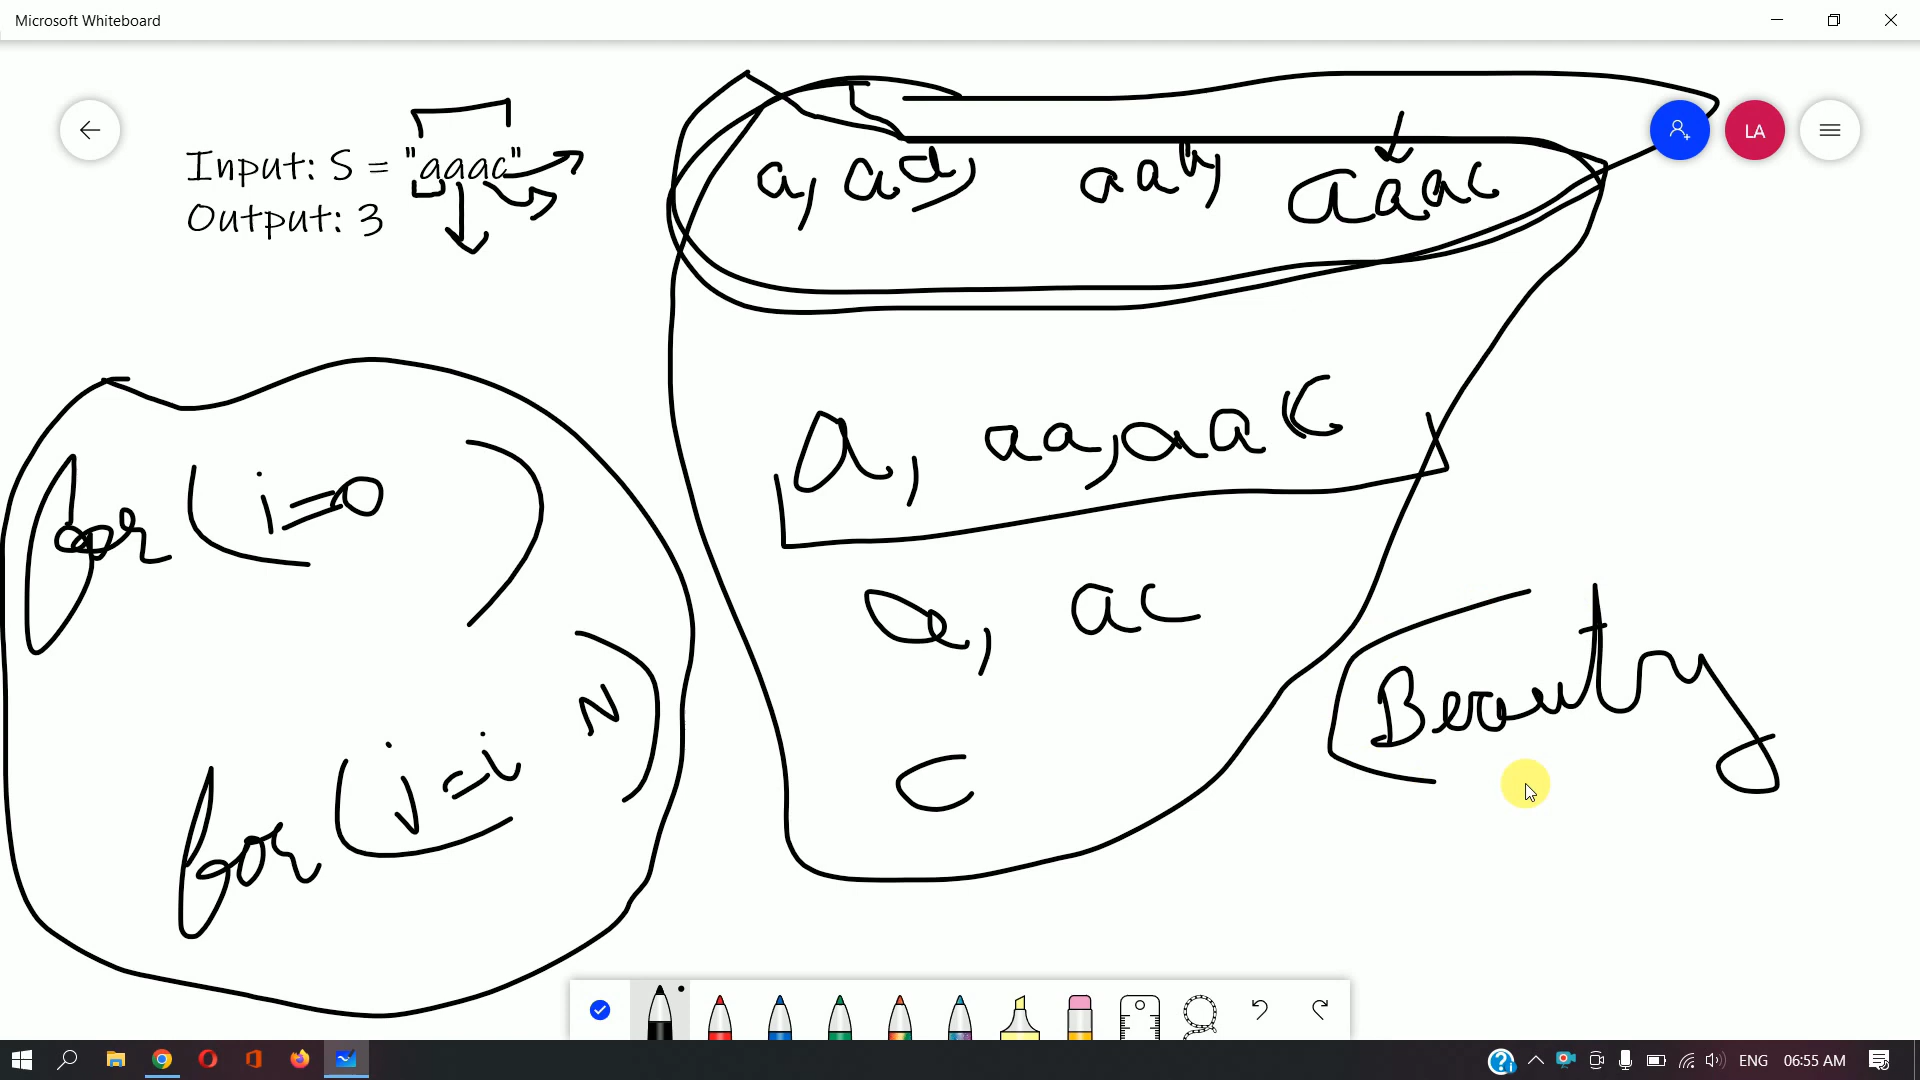 Microsoft Whiteboard
Input: S = "aaac"
Output: 3
LA
a, aa, aaa, aaac
a, aa, aac
a, ac
c
for ( i=0 )
for ( j=i N )
Beauty
ENG 06:55 AM